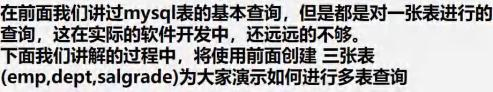 在前面我们讲过mysql表的基本查询，但是都是对一张表进行的
查询，这在实际的软件开发中，还远远的不够。
下面我们讲解的过程中，将使用前面创建 三张表
(emp,dept,salgrade)为大家演示如何进行多表查询